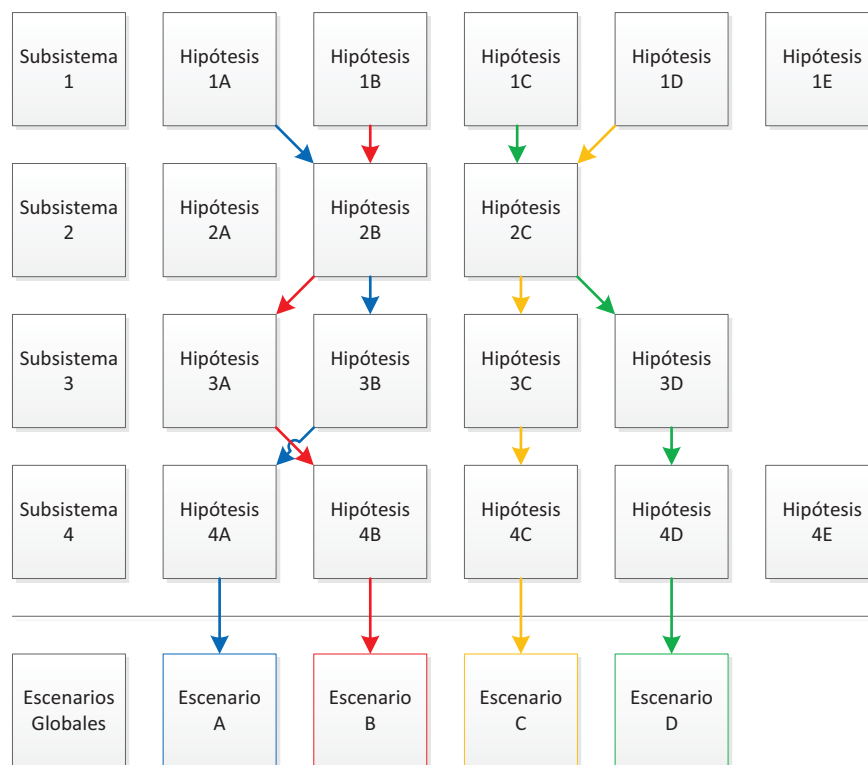 Subsistema
1
Hipótesis
1A
Hipótesis
1B
Hipótesis
1C
Hipótesis
1D
Hipótesis
1E
Subsistema
2
Hipótesis
2A
Hipótesis
2B
Hipótesis
2C
Subsistema
3
Hipótesis
3A
Hipótesis
3B
Hipótesis
3C
Hipótesis
3D
Subsistema
4
Hipótesis
4A
Hipótesis
4B
Hipótesis
4C
Hipótesis
4D
Hipótesis
4E
Escenarios
Globales
Escenario
A
Escenario
B
Escenario
C
Escenario
D